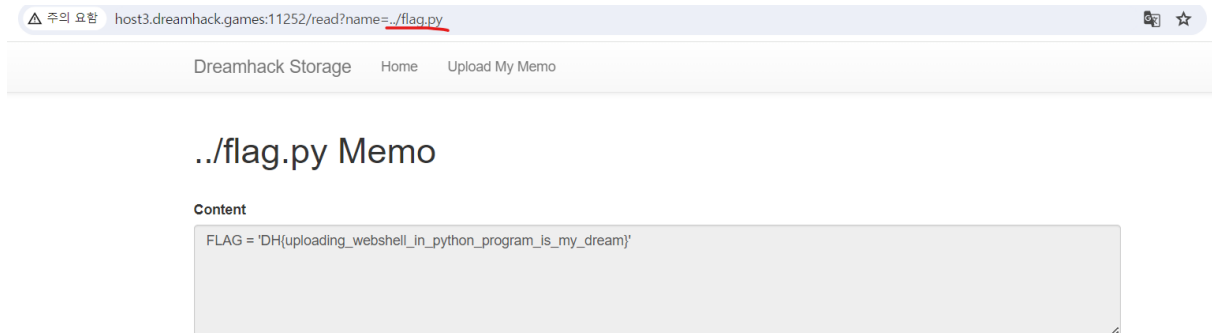 주의 요함 host3.dreamhack.games:11252/read?name=../flag.py
Dreamhack Storage Home Upload My Memo
../flag.py Memo
Content
FLAG = 'DH{uploading_webshell_in_python_program_is_my_dream}'